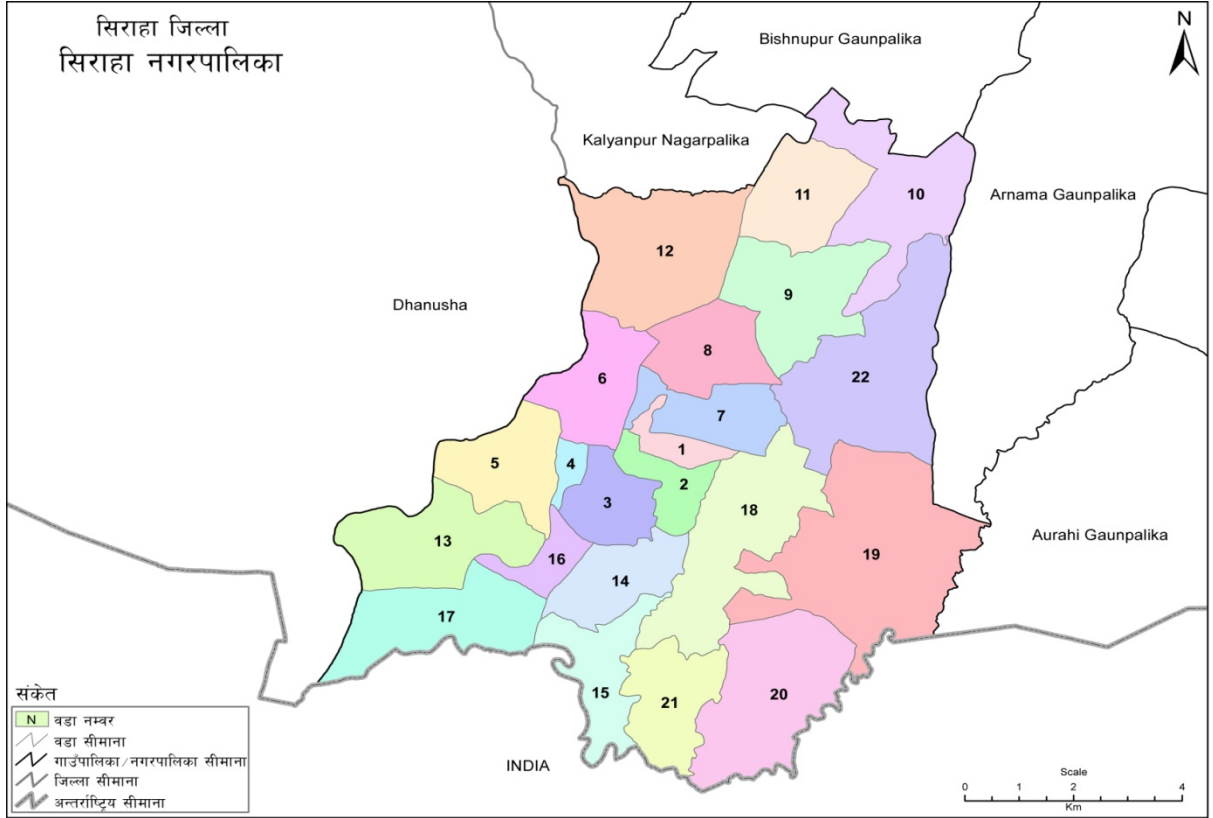 सिराहा जिल्ला
सिराहा नगरपालिका
N
Bishnupur Gaunpalika
Kalyanpur Nagarpalika
11
10
Arnama Gaunpalika
12
9
Dhanusha
8
6
22
7
1
5
4
2
3
18
13
16
19
Aurahi Gaunpalika
14
17
15
21
20
INDIA
संकेत
N वडा नम्बर
वडा सीमाना
गाउँपालिका/नगरपालिका सीमाना
जिल्ला सीमाना
अन्तर्राष्ट्रिय सीमाना
Scale
0 1 2 4
Km